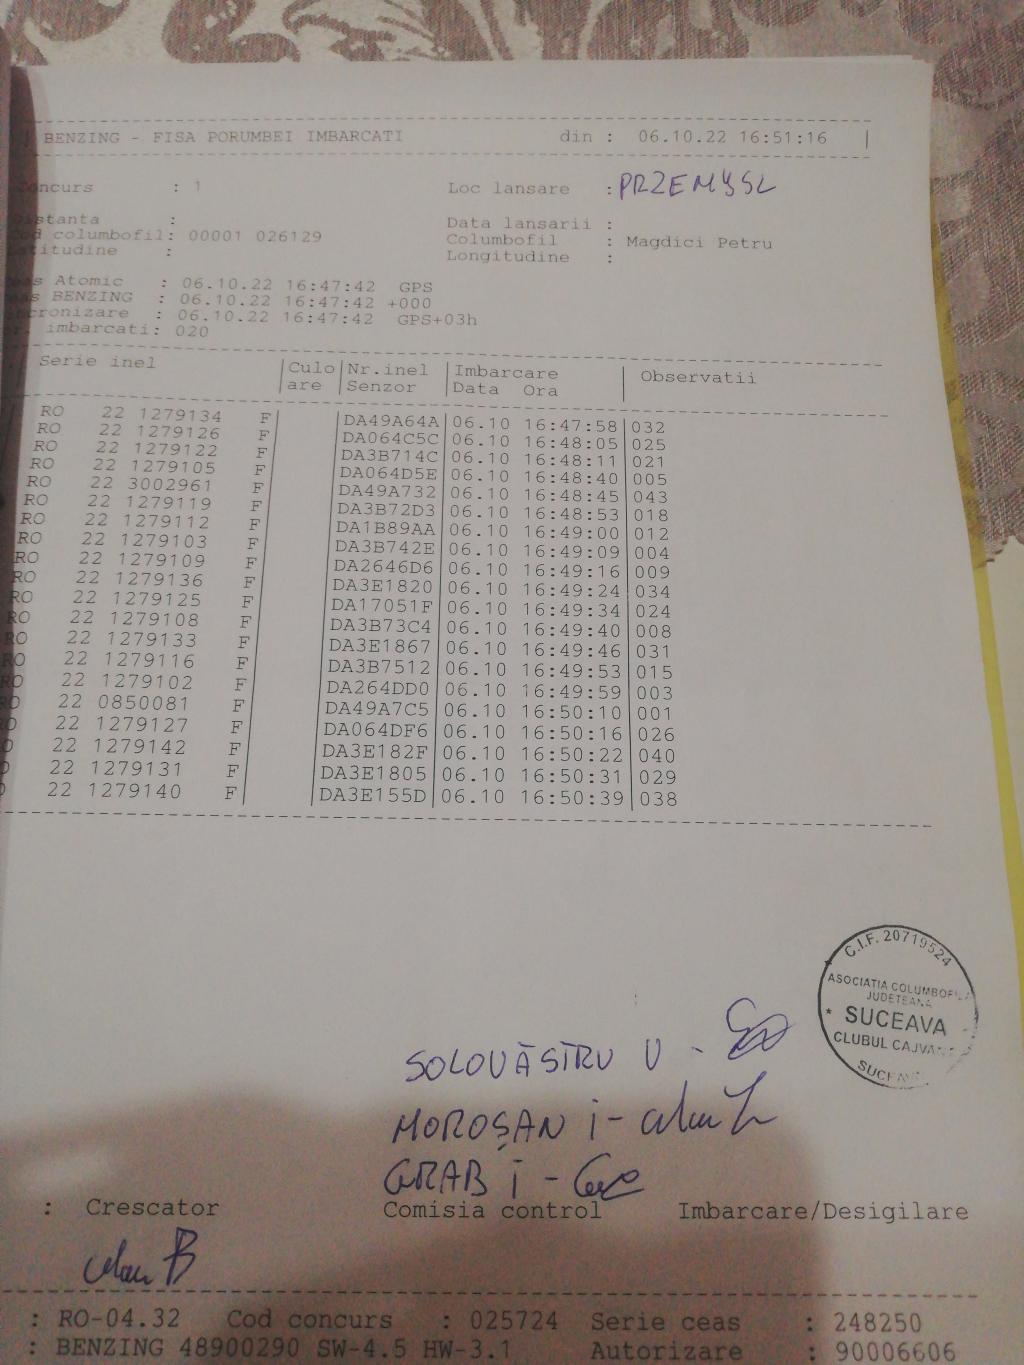 BENZING - FISA PORUMBEI IMBARCATI din : 06.10.22 16:51:16
: 1 Loc lansare : PRZEMYSL
: Data lansarii :
columbofil: 00001 026129 Columbofil : Magdici Petru
: Longitudine :
Atomic : 06.10.22 16:47:42 GPS
BENZING : 06.10.22 16:47:42 +000
: 06.10.22 16:47:42 GPS+03h
imbarcati: 020
Serie inel Culo Nr.inel Imbarcare Observatii
are Senzor Data Ora
RO 22 1279134 F DA49A64A 06.10 16:47:58 032
RO 22 1279126 F DA064C5C 06.10 16:48:05 025
RO 22 1279122 F DA3B714C 06.10 16:48:11 021
RO 22 1279105 F DA064D5E 06.10 16:48:40 005
RO 22 3002961 F DA49A732 06.10 16:48:45 043
RO 22 1279119 F DA3B72D3 06.10 16:48:53 018
RO 22 1279112 F DA1B89AA 06.10 16:49:00 012
RO 22 1279103 F DA3B742E 06.10 16:49:09 004
RO 22 1279109 F DA2646D6 06.10 16:49:16 009
RO 22 1279136 F DA3E1820 06.10 16:49:24 034
RO 22 1279125 F DA17051F 06.10 16:49:34 024
RO 22 1279108 F DA3B73C4 06.10 16:49:40 008
RO 22 1279133 F DA3E1867 06.10 16:49:46 031
RO 22 1279116 F DA3B7512 06.10 16:49:53 015
RO 22 1279102 F DA264DD0 06.10 16:49:59 003
RO 22 0850081 F DA49A7C5 06.10 16:50:10 001
22 1279127 F DA064DF6 06.10 16:50:16 026
22 1279142 F DA3E182F 06.10 16:50:22 040
22 1279131 F DA3E1805 06.10 16:50:31 029
22 1279140 F DA3E155D 06.10 16:50:39 038
C.I.F. 20719524
ASOCIATIA
JUDETEANA
* SUCEAVA
CLUBUL
SOLOVĂSTRU V -
MOROȘAN i -
GRAB i -
: Crescator Comisia control Imbarcare/Desigilare
: RO-04.32 Cod concurs : 025724 Serie ceas : 248250
: BENZING 48900290 SW-4.5 HW-3.1 Autorizare : 90006606